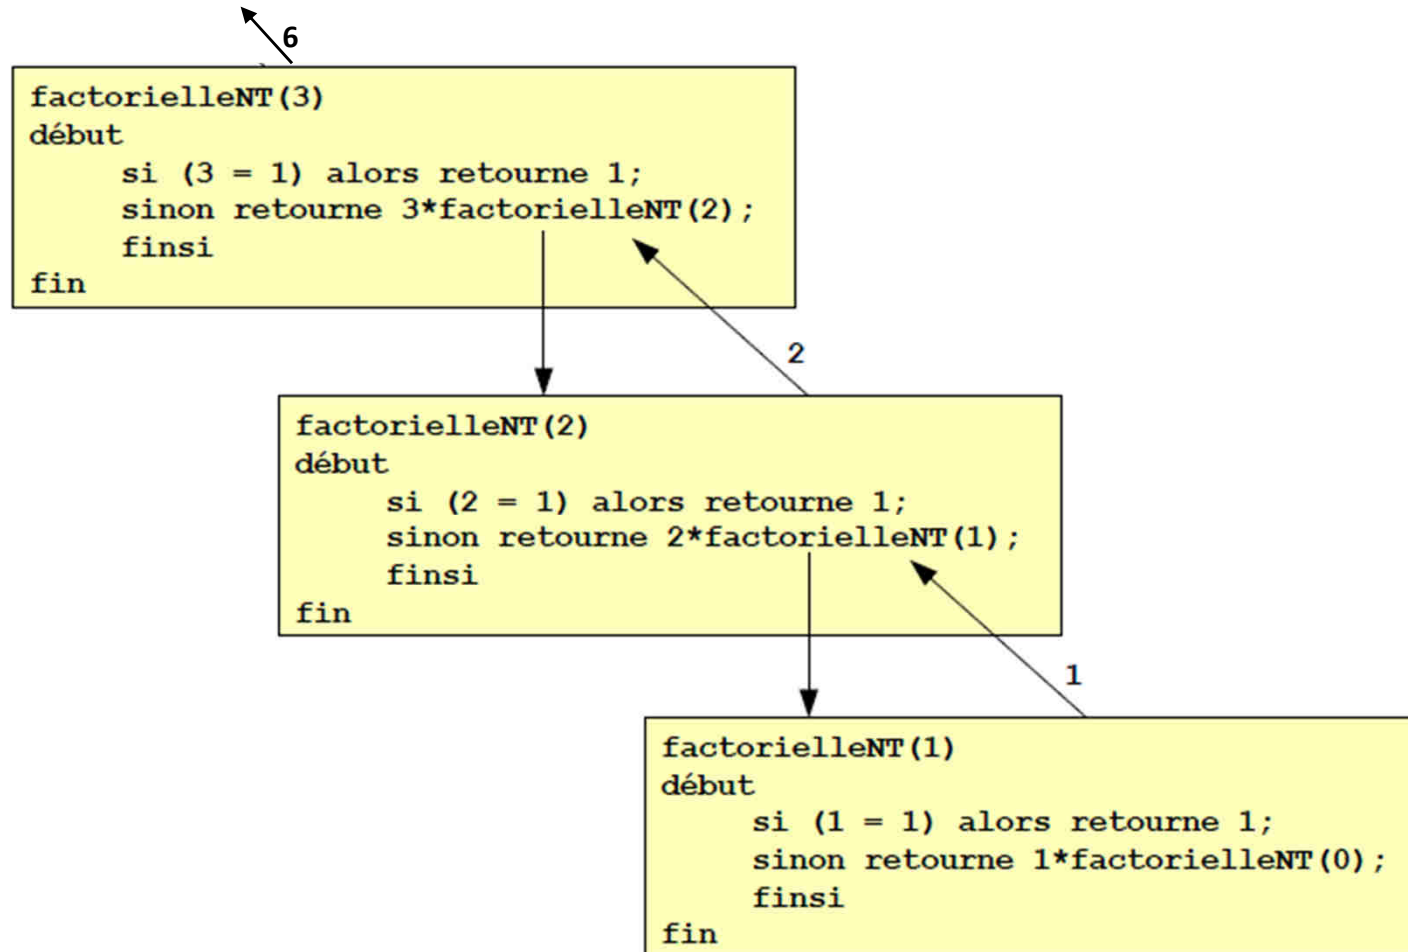 6
factorielleNT(3)
début
si (3 = 1) alors retourne 1;
sinon retourne 3*factorielleNT(2);
finsi
fin
2
factorielleNT(2)
début
si (2 = 1) alors retourne 1;
sinon retourne 2*factorielleNT(1);
finsi
fin
1
factorielleNT(1)
début
si (1 = 1) alors retourne 1;
sinon retourne 1*factorielleNT(0);
finsi
fin